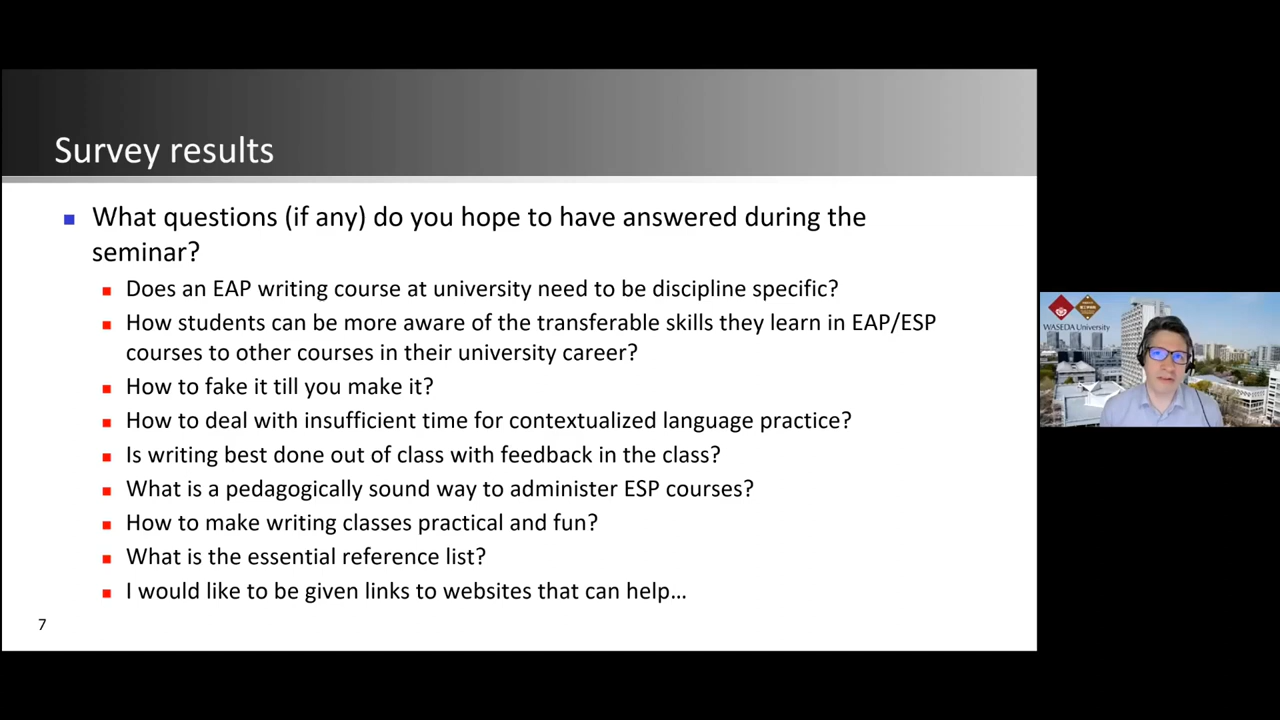 Survey results
What questions (if any) do you hope to have answered during the
seminar?
Does an EAP writing course at university need to be discipline specific?
How students can be more aware of the transferable skills they learn in EAP/ESP
courses to other courses in their university career?
How to fake it till you make it?
How to deal with insufficient time for contextualized language practice?
Is writing best done out of class with feedback in the class?
What is a pedagogically sound way to administer ESP courses?
How to make writing classes practical and fun?
What is the essential reference list?
I would like to be given links to websites that can help…
7
WASEDA University